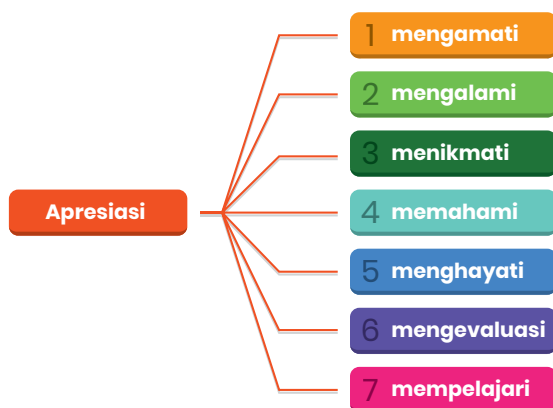 Apresiasi
1 mengamati
2 mengalami
3 menikmati
4 memahami
5 menghayati
6 mengevaluasi
7 mempelajari